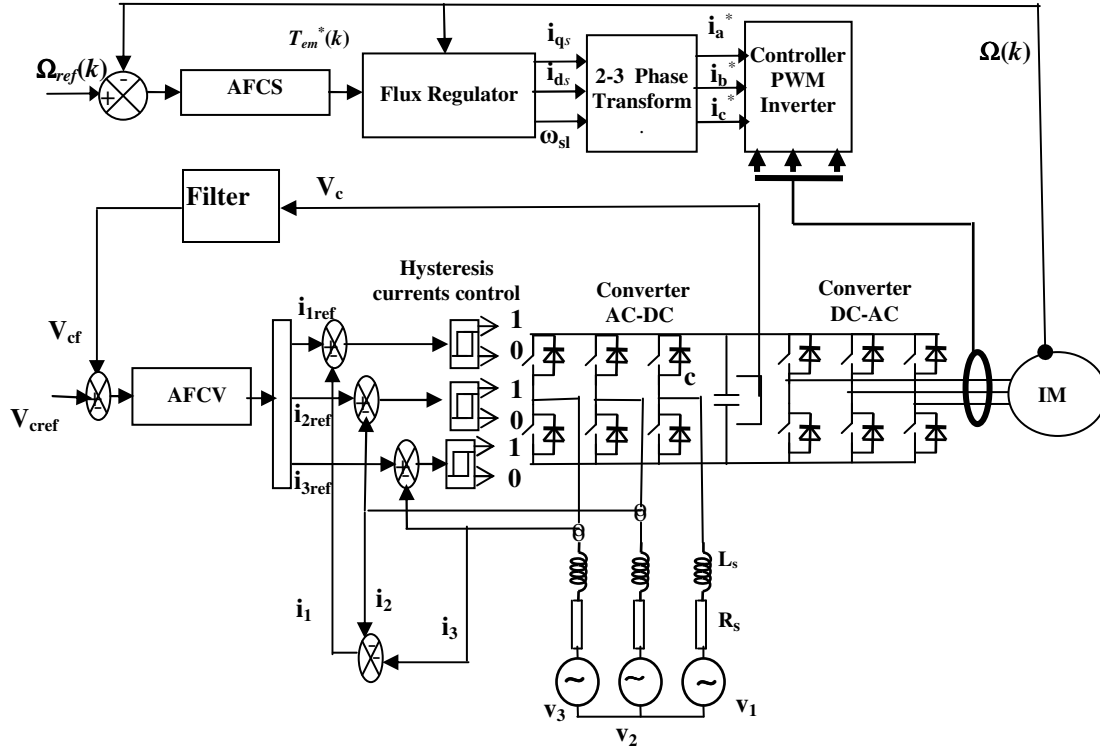 Ω_ref(k)
-
+
AFCS
T_em*(k)
Flux Regulator
i_qs
i_ds
ω_sl
2-3 Phase
Transform
.
i_a*
i_b*
i_c*
Controller
PWM
Inverter
Ω(k)
Filter
V_c
V_cf
V_cref
AFCV
Hysteresis
currents control
i_1ref
i_2ref
i_3ref
1
0
1
0
1
0
Converter
AC-DC
c
Converter
DC-AC
IM
i_1
i_2
i_3
L_s
R_s
~
~
~
v_3
v_2
v_1